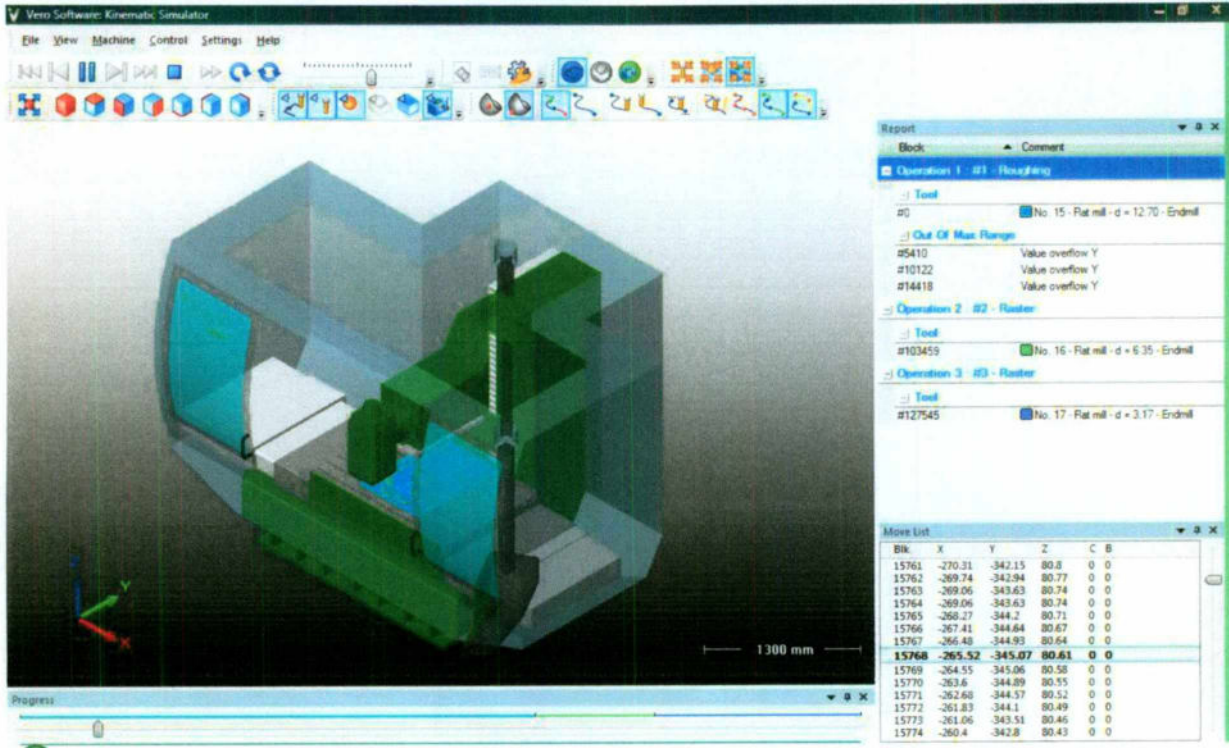 Vero Software: Kinematic Simulator
File View Machine Control Settings Help
Report
Block Comment
Operation 1 : #1 - Roughing
Tool
#0 No. 15 - Flat mill - d = 12.70 - Endmill
Out Of Max Range
#5410 Value overflow Y
#10122 Value overflow Y
#14418 Value overflow Y
Operation 2 : #2 - Raster
Tool
#103459 No. 16 - Flat mill - d = 6.35 - Endmill
Operation 3 : #3 - Raster
Tool
#127545 No. 17 - Flat mill - d = 3.17 - Endmill
Z
Y
X
1300 mm
Move List
Blk X Y Z C B
15761 -270.31 -342.15 80.8 0 0
15762 -269.74 -342.94 80.77 0 0
15763 -269.06 -343.63 80.74 0 0
15764 -269.06 -343.63 80.74 0 0
15765 -268.27 -344.2 80.71 0 0
15766 -267.41 -344.64 80.67 0 0
15767 -266.48 -344.93 80.64 0 0
15768 -265.52 -345.07 80.61 0 0
15769 -264.55 -345.06 80.58 0 0
15770 -263.6 -344.89 80.55 0 0
15771 -262.68 -344.57 80.52 0 0
15772 -261.83 -344.1 80.49 0 0
15773 -261.06 -343.51 80.46 0 0
15774 -260.4 -342.8 80.43 0 0
Progress